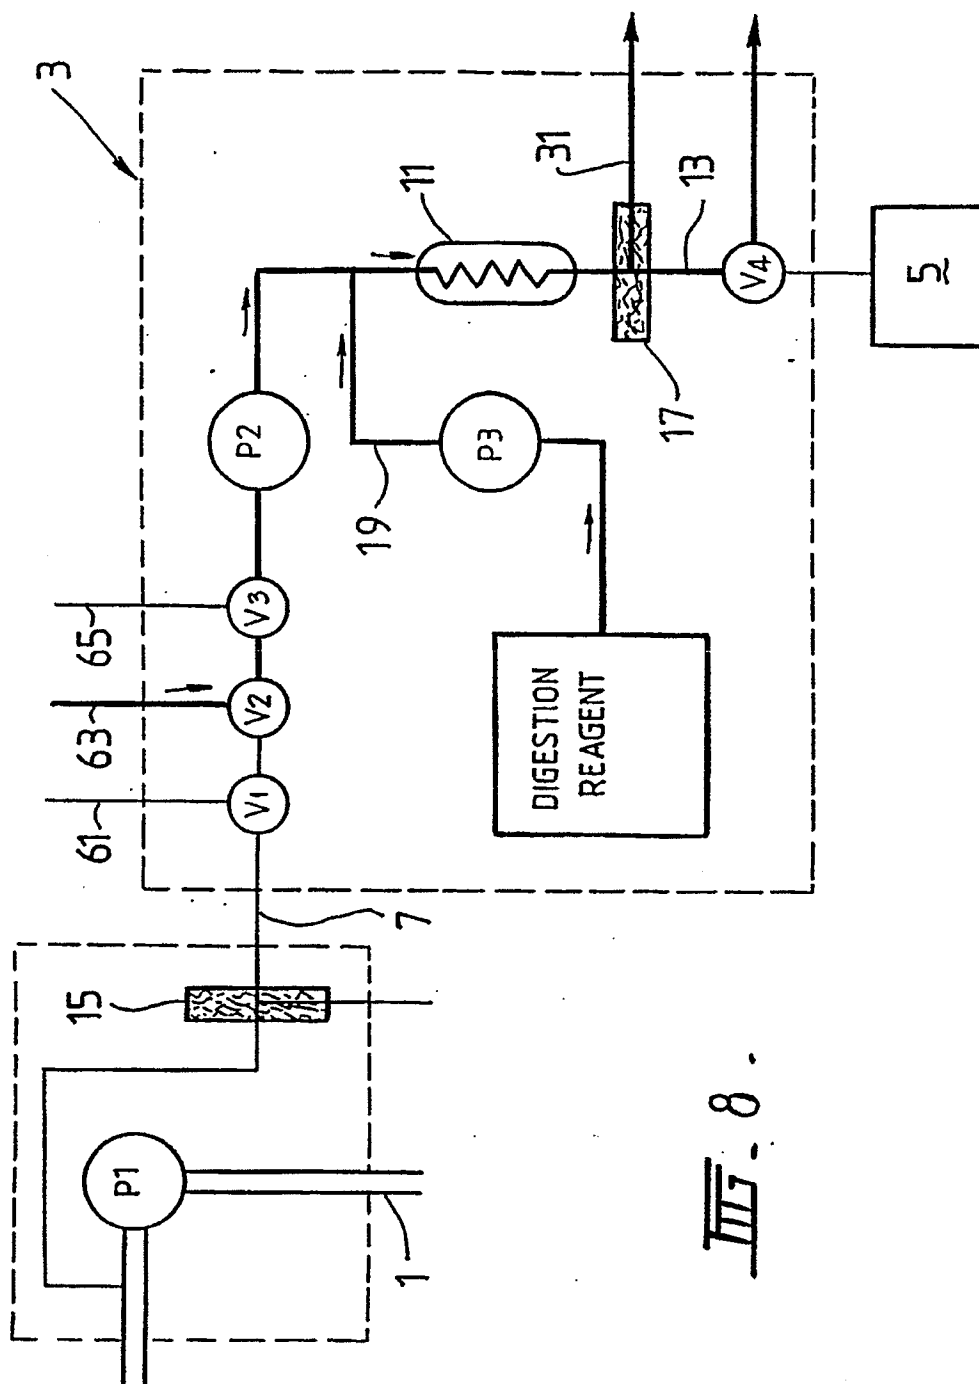 3
65
63
61
V1
V2
V3
P2
11
31
13
V4
5
17
19
P3
DIGESTION
REAGENT
7
15
P1
1
FIG - 8 .